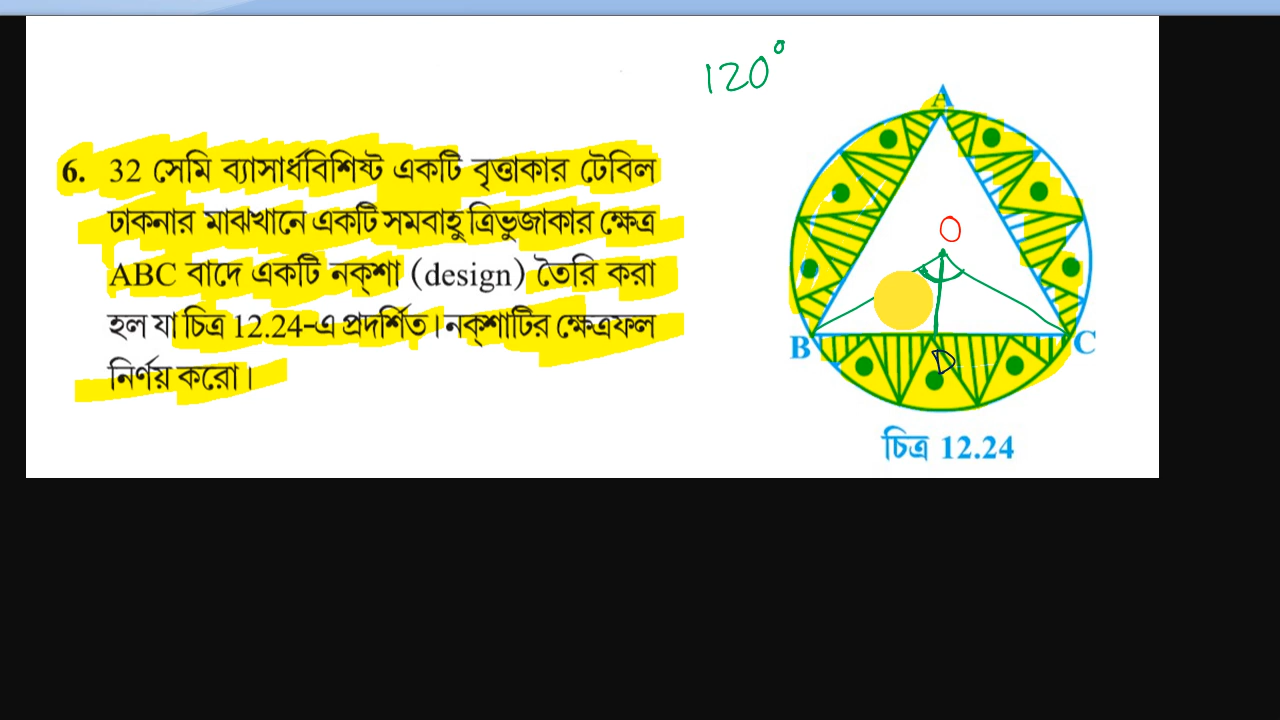 120°
6. 32 সেমি ব্যাসার্ধবিশিষ্ট একটি বৃত্তাকার টেবিল
ঢাকনার মাঝখানে একটি সমবাহু ত্রিভুজাকার ক্ষেত্র
ABC বাদে একটি নক্শা (design) তৈরি করা
হল যা চিত্র 12.24-এ প্রদর্শিত। নক্শাটির ক্ষেত্রফল
নির্ণয় করো।
A
O
B
C
D
চিত্র 12.24